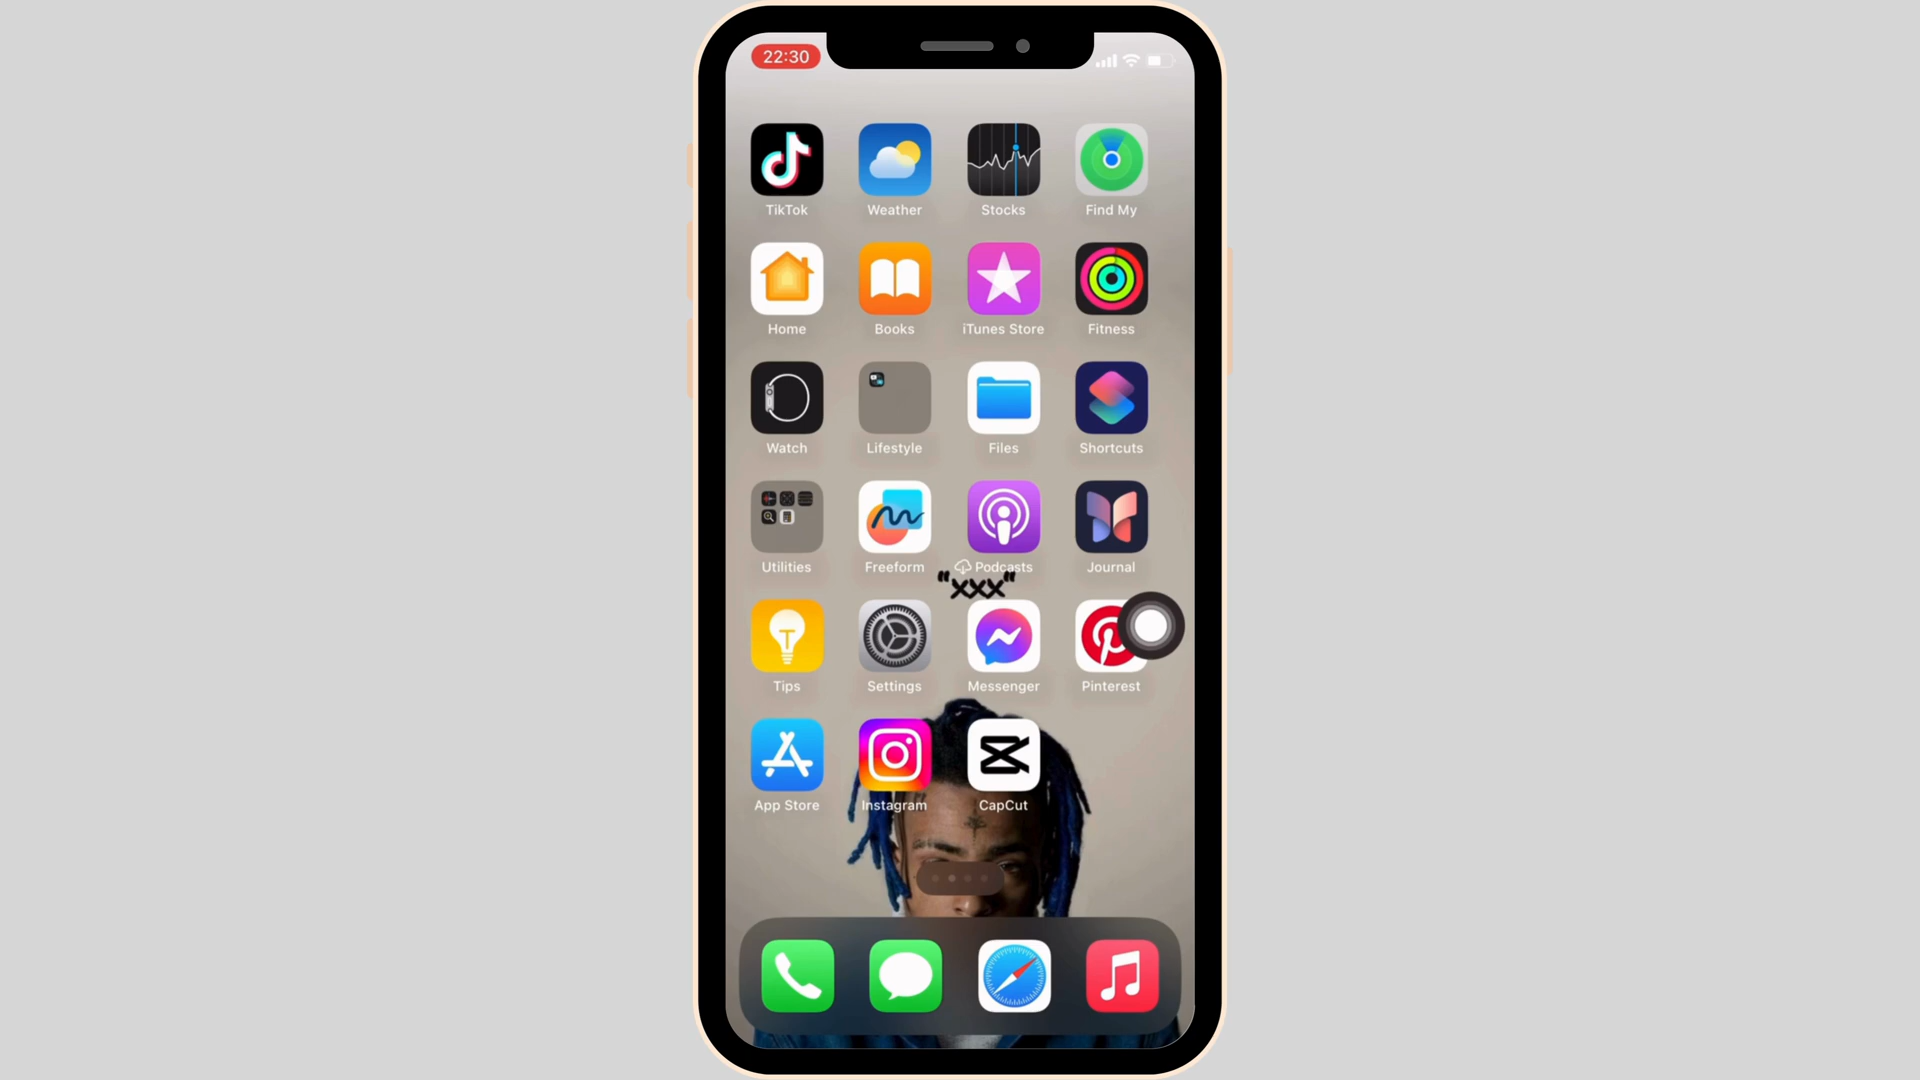 22:30
TikTok Weather Stocks Find My
Home Books iTunes Store Fitness
Watch Lifestyle Files Shortcuts
Utilities Freeform Podcasts Journal
"xxx"
Tips Settings Messenger Pinterest
App Store Instagram CapCut